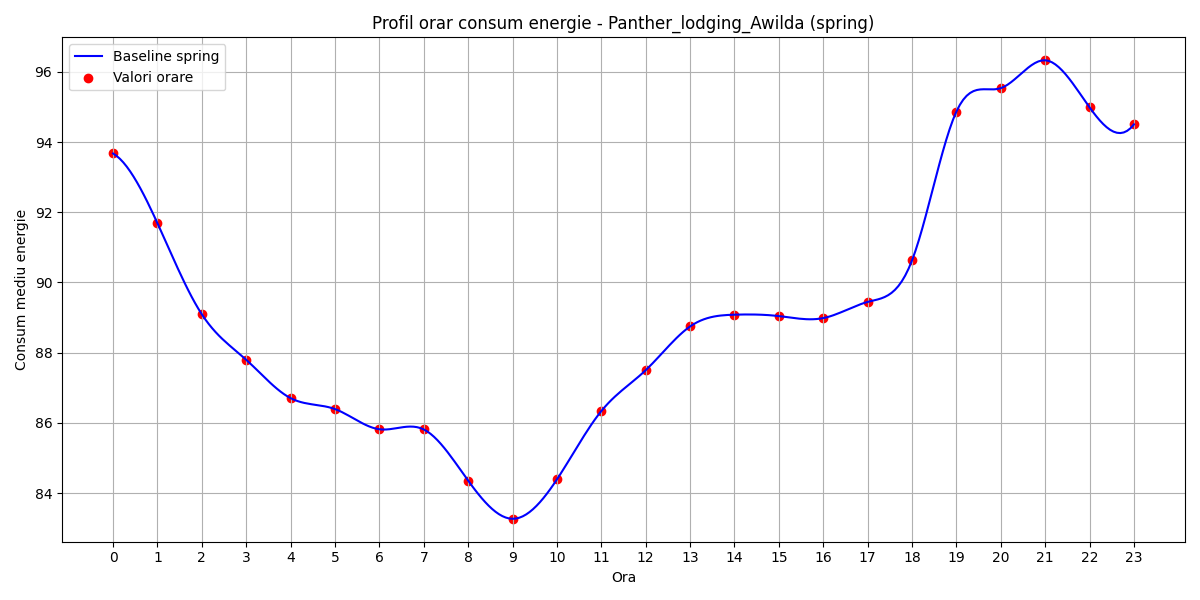 Profil orar consum energie - Panther_lodging_Awilda (spring)
Baseline spring
Valori orare
Consum mediu energie
96
94
92
90
88
86
84
0 1 2 3 4 5 6 7 8 9 10 11 12 13 14 15 16 17 18 19 20 21 22 23
Ora